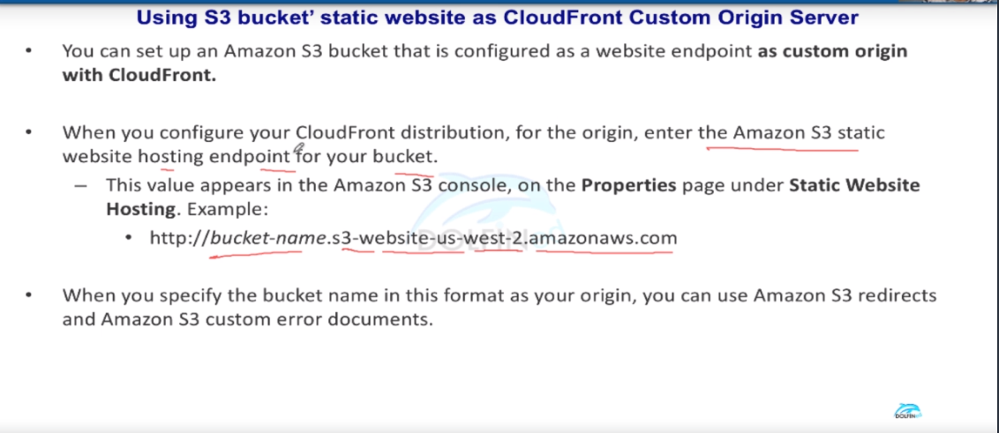 Using S3 bucket’ static website as CloudFront Custom Origin Server
• You can set up an Amazon S3 bucket that is configured as a website endpoint as custom origin
with CloudFront.
• When you configure your CloudFront distribution, for the origin, enter the Amazon S3 static
website hosting endpoint for your bucket.
– This value appears in the Amazon S3 console, on the Properties page under Static Website
Hosting. Example:
• http://bucket-name.s3-website-us-west-2.amazonaws.com
DOLFIN
• When you specify the bucket name in this format as your origin, you can use Amazon S3 redirects
and Amazon S3 custom error documents.
DOLFIN